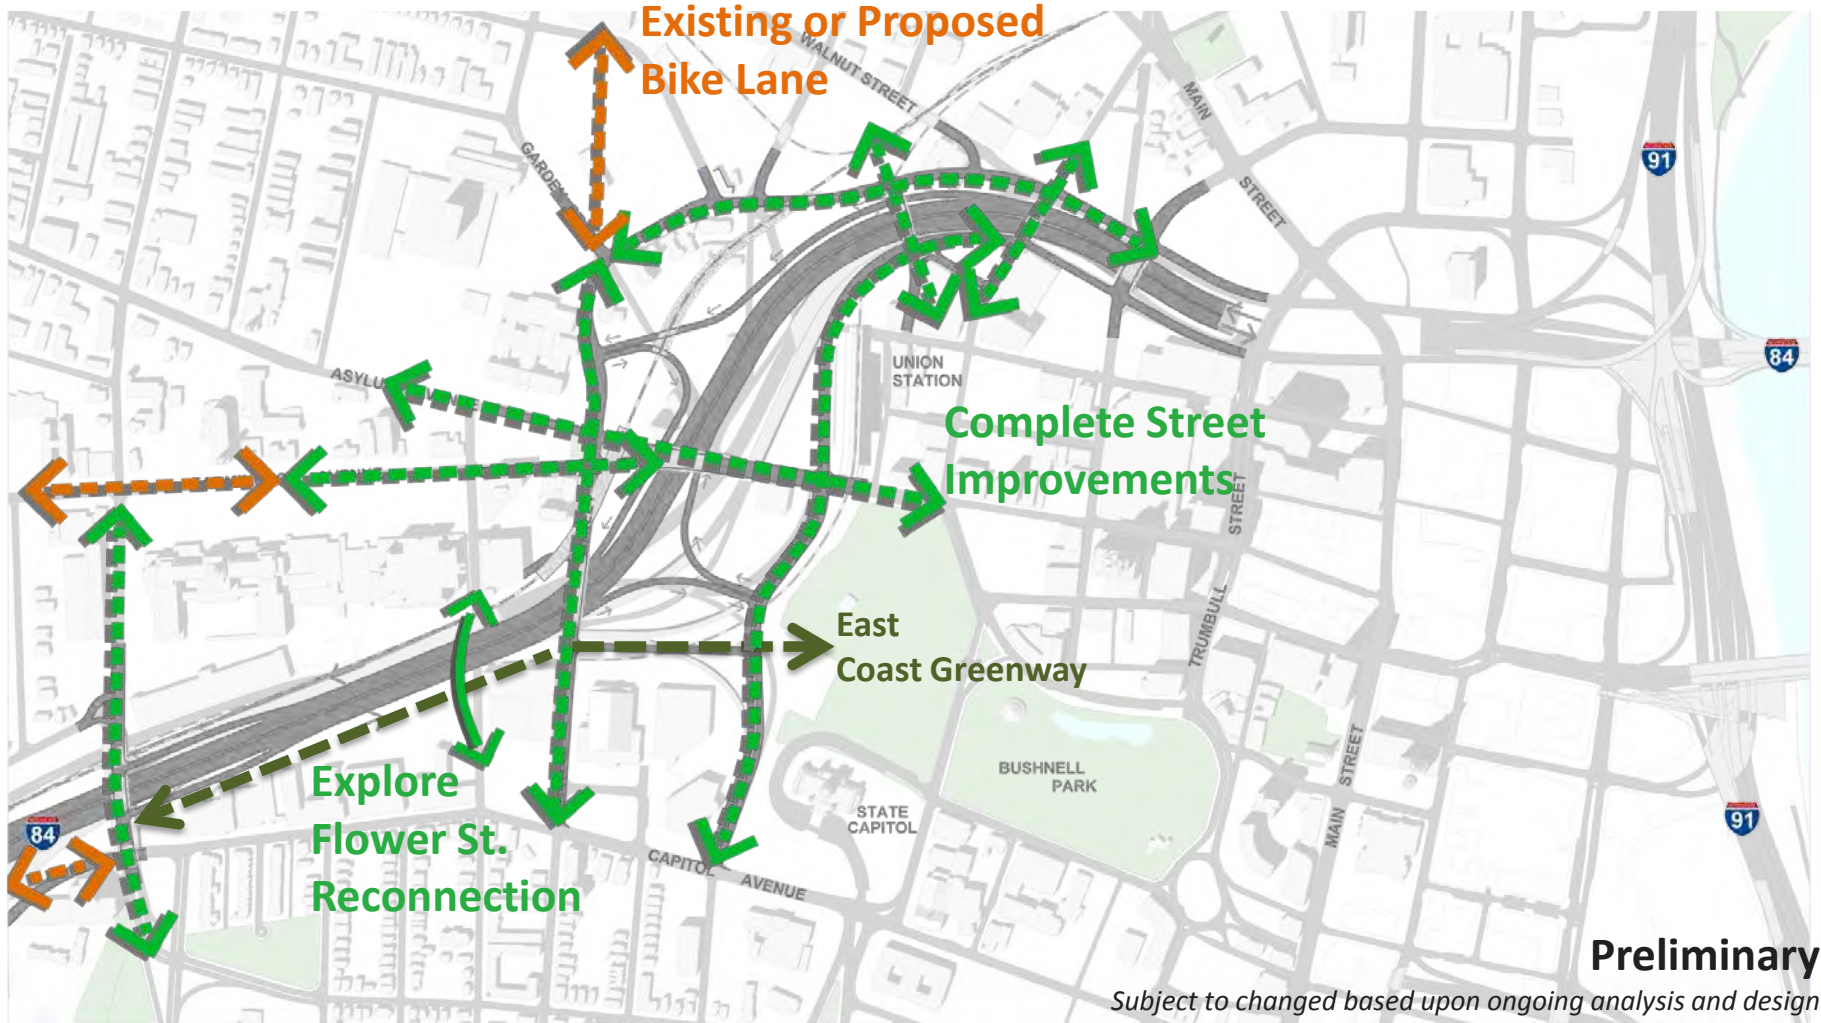 Existing or Proposed
Bike Lane
WALNUT STREET
MAIN
STREET
91
GARDEN
84
UNION
STATION
ASYLU
Complete Street
Improvements
STREET
TRUMBULL
East
Coast Greenway
BUSHNELL
PARK
STATE
CAPITOL
MAIN STREET
91
Explore
Flower St.
Reconnection
84
CAPITOL AVENUE
Preliminary
Subject to changed based upon ongoing analysis and design